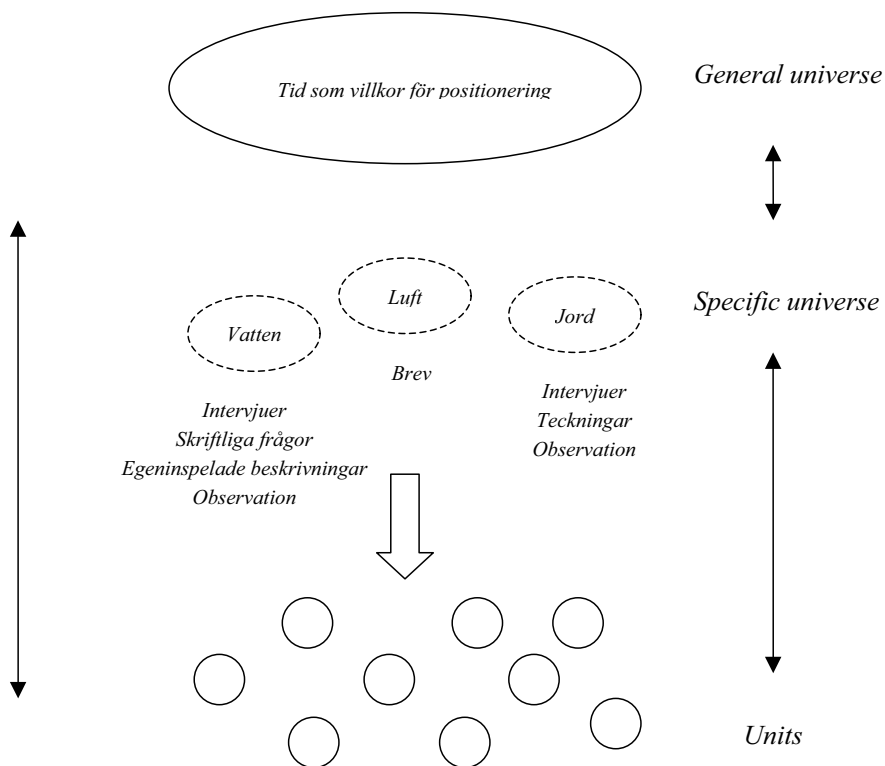 Tid som villkor för positionering
General universe
Luft
Vatten
Jord
Specific universe
Brev
Intervjuer
Skriftliga frågor
Egeninspelade beskrivningar
Observation
Intervjuer
Teckningar
Observation
Units